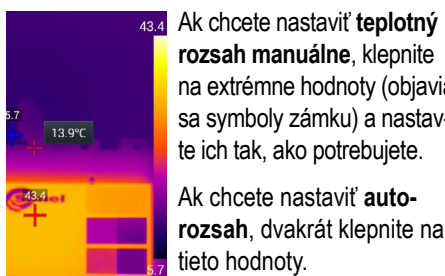 43.4
5.7
13.9°C
43.4
5.7
Ak chcete nastaviť teplotný
rozsah manuálne, klepnite
na extrémne hodnoty (objavia
sa symboly zámku) a nastav-
te ich tak, ako potrebujete.
Ak chcete nastaviť auto-
rozsah, dvakrát klepnite na
tieto hodnoty.